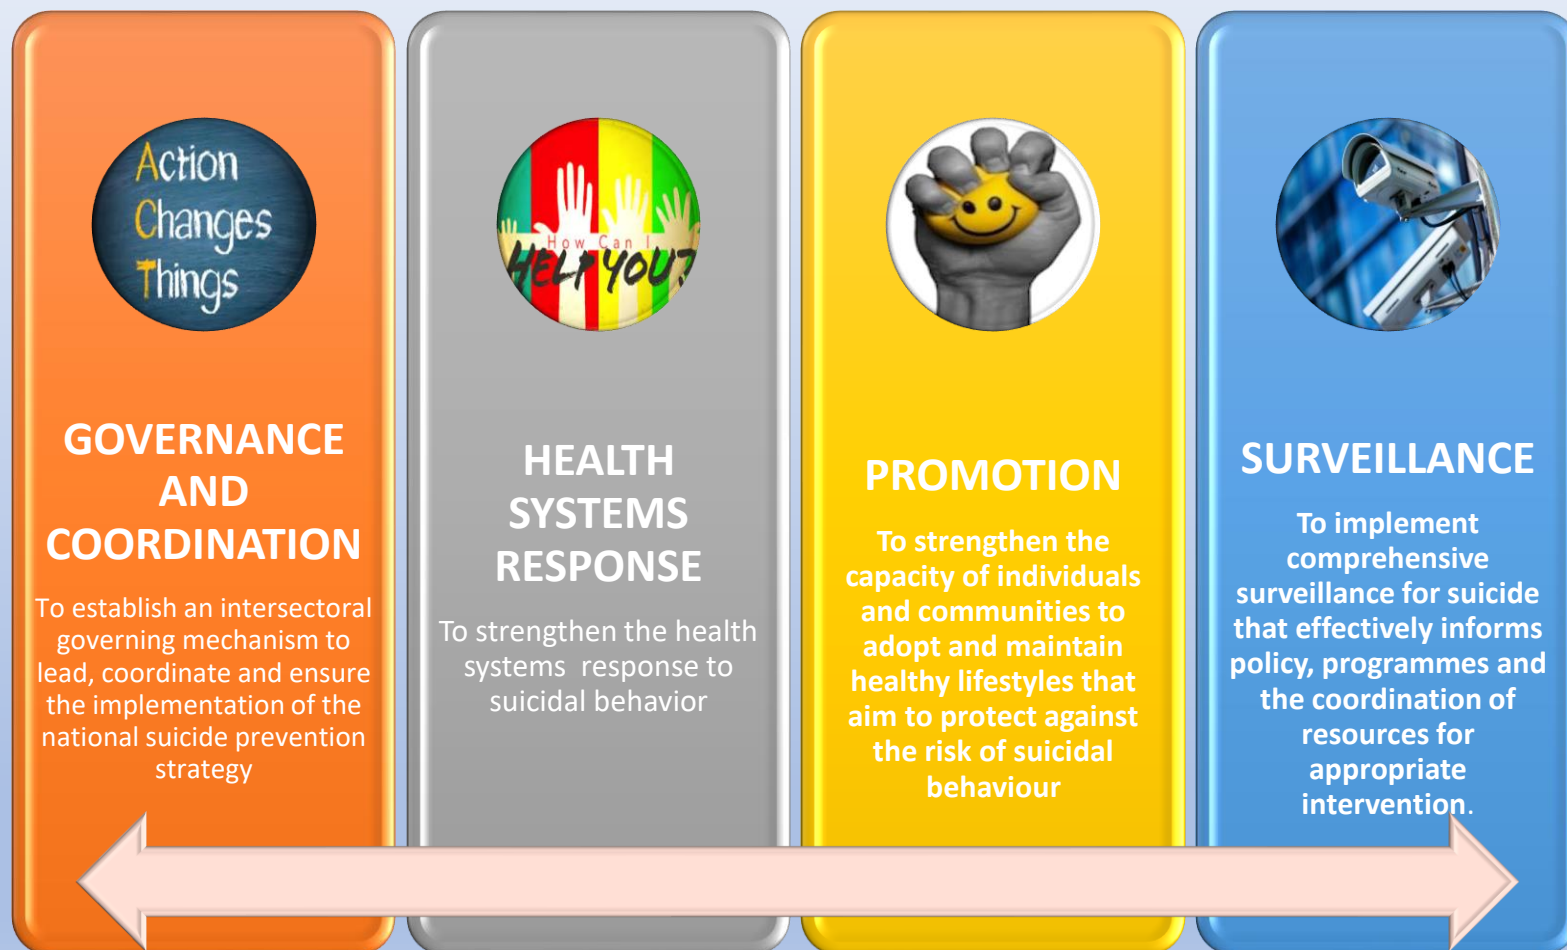 Action
Changes
Things
GOVERNANCE
AND
COORDINATION
To establish an intersectoral
governing mechanism to
lead, coordinate and ensure
the implementation of the
national suicide prevention
strategy
How Can I
HELP YOU?
HEALTH
SYSTEMS
RESPONSE
To strengthen the health
systems response to
suicidal behavior
PROMOTION
To strengthen the
capacity of individuals
and communities to
adopt and maintain
healthy lifestyles that
aim to protect against
the risk of suicidal
behaviour
SURVEILLANCE
To implement
comprehensive
surveillance for suicide
that effectively informs
policy, programmes and
the coordination of
resources for
appropriate
intervention.